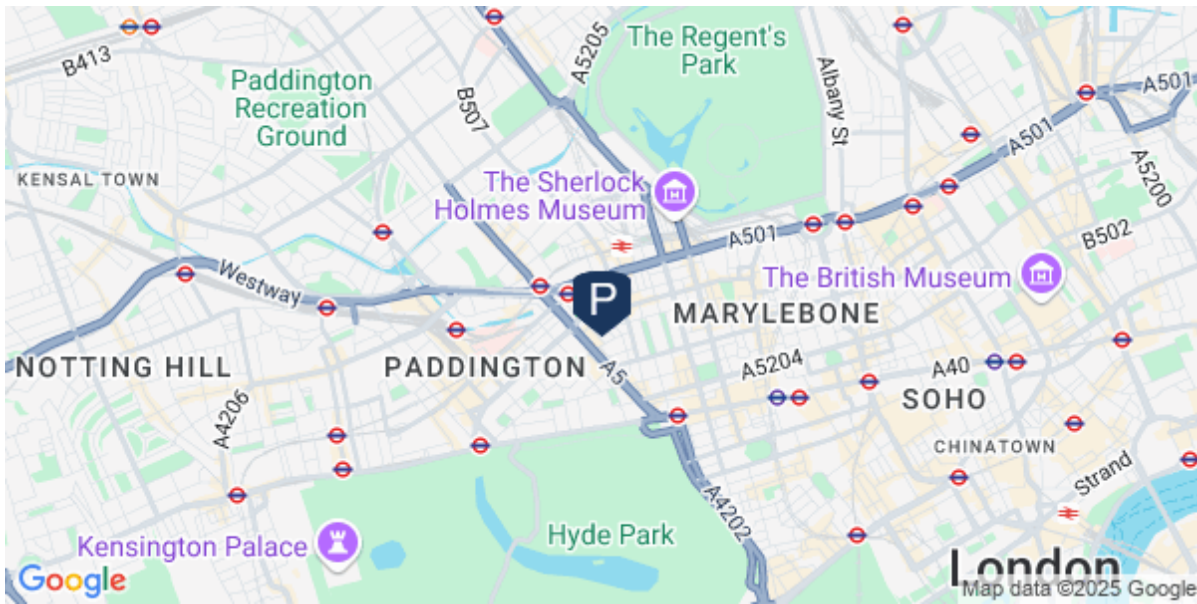 B413
A5205
The Regent's
Park
Albany St
A501
Paddington
Recreation
Ground
B507
A501
A5200
KENSAL TOWN
The Sherlock
Holmes Museum
A501
B502
Westway
P
The British Museum
MARYLEBONE
NOTTING HILL
PADDINGTON
A5
A5204
A40
SOHO
A4206
CHINATOWN
Strand
A4202
Kensington Palace
Hyde Park
London
Google
Map data ©2025 Google